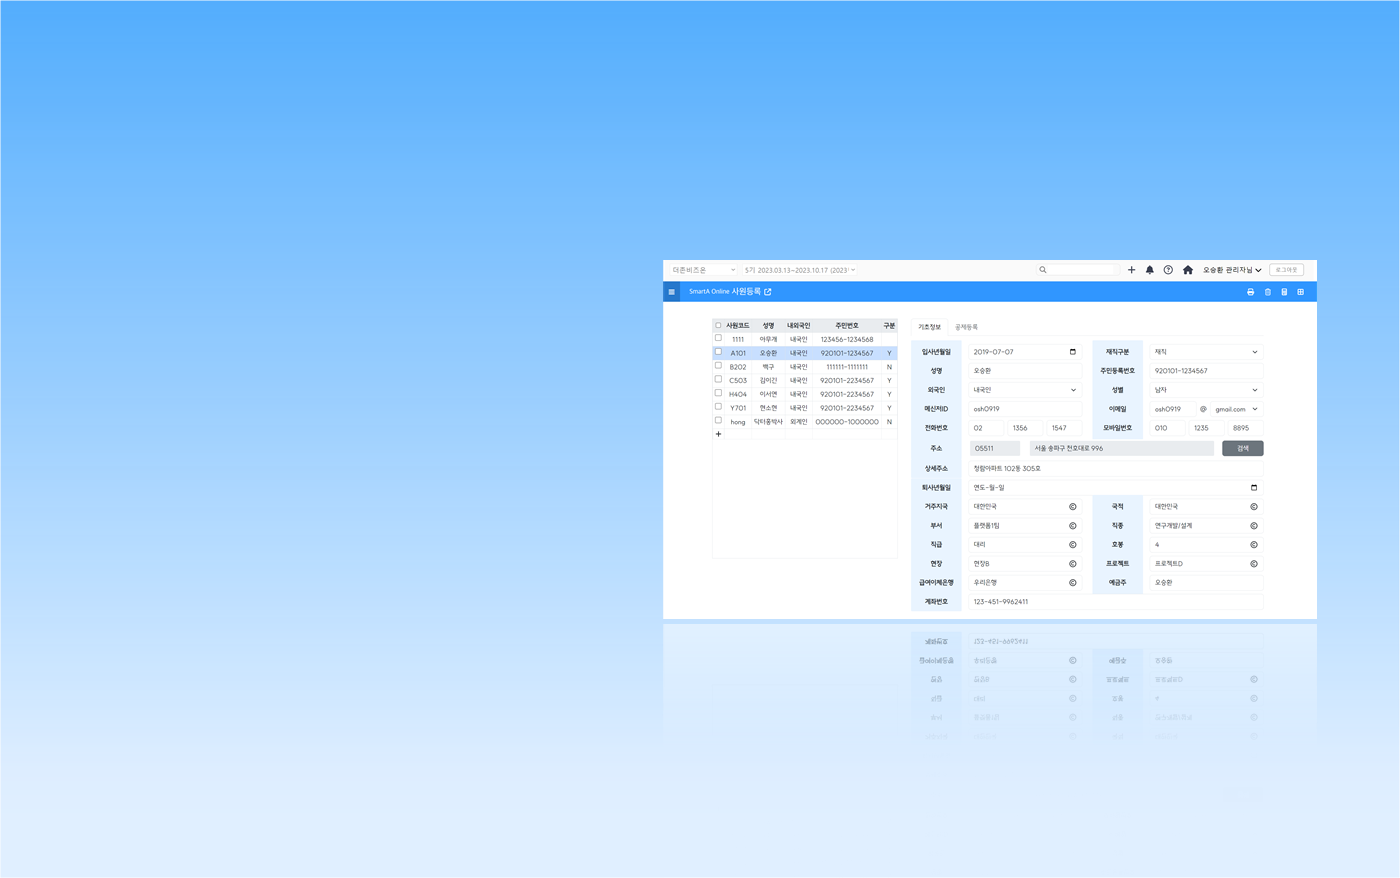 더존비즈온 5기 2023.03.13~2023.10.17 (2023 오승환 관리자님 로그아웃
SmartA Online 사원등록
사원코드 성명 내외국인 주민번호 구분
1111 아무개 내국인 123456-1234568
A101 오승환 내국인 920101-1234567 Y
B202 백구 내국인 111111-1111111 N
C503 김이긴 내국인 920101-2234567 Y
H404 이서연 내국인 920101-2234567 Y
Y701 현소현 내국인 920101-2234567 Y
hong 닥터홍박사 외계인 000000-1000000 N
+
기초정보 공제등록
입사년월일 2019-07-07 재직구분 재직
성명 오승환 주민등록번호 920101-1234567
외국인 내국인 성별 남자
메신저ID osh0919 이메일 osh0919 @ gmail.com
전화번호 02 1356 1547 모바일번호 010 1235 8895
주소 05511 서울 송파구 천호대로 996 검색
상세주소 청람아파트 102동 305호
퇴사년월일 연도-월-일
거주지국 대한민국 국적 대한민국
부서 플랫폼1팀 직종 연구개발/설계
직급 대리 호봉 4
현장 현장B 프로젝트 프로젝트D
급여이체은행 우리은행 예금주 오승환
계좌번호 123-451-9962411